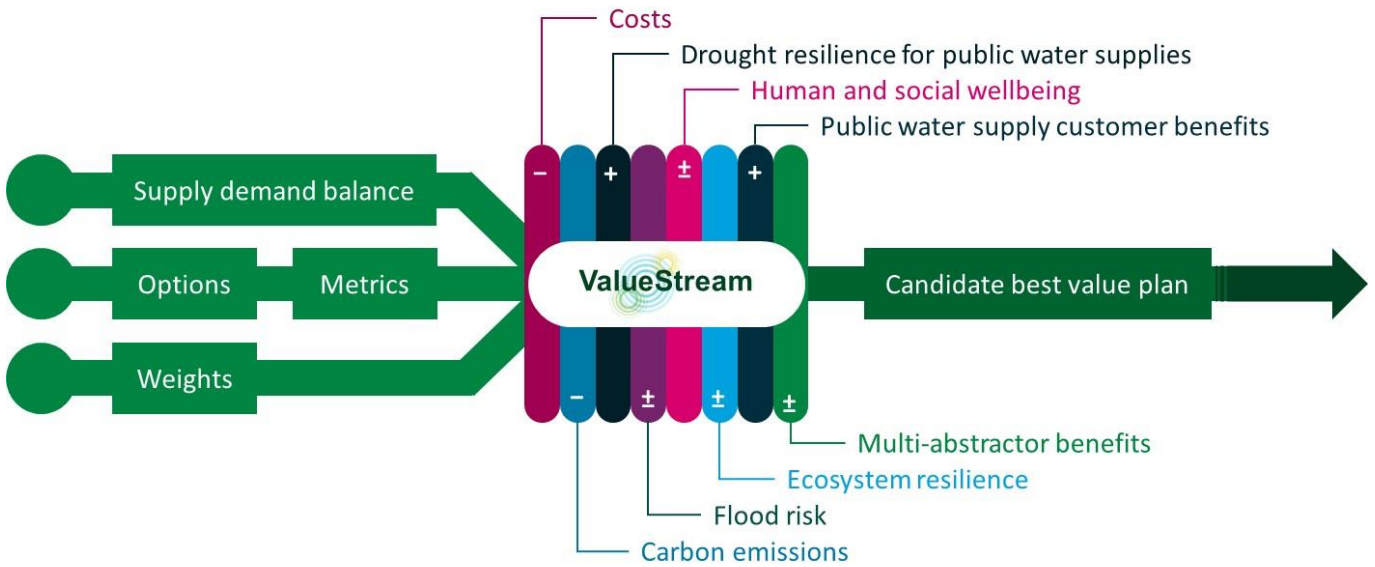 Costs
Drought resilience for public water supplies
Human and social wellbeing
Public water supply customer benefits
− + ± +
Supply demand balance
Options
Metrics
ValueStream
Candidate best value plan
Weights
− ± ± ±
Multi-abstractor benefits
Ecosystem resilience
Flood risk
Carbon emissions